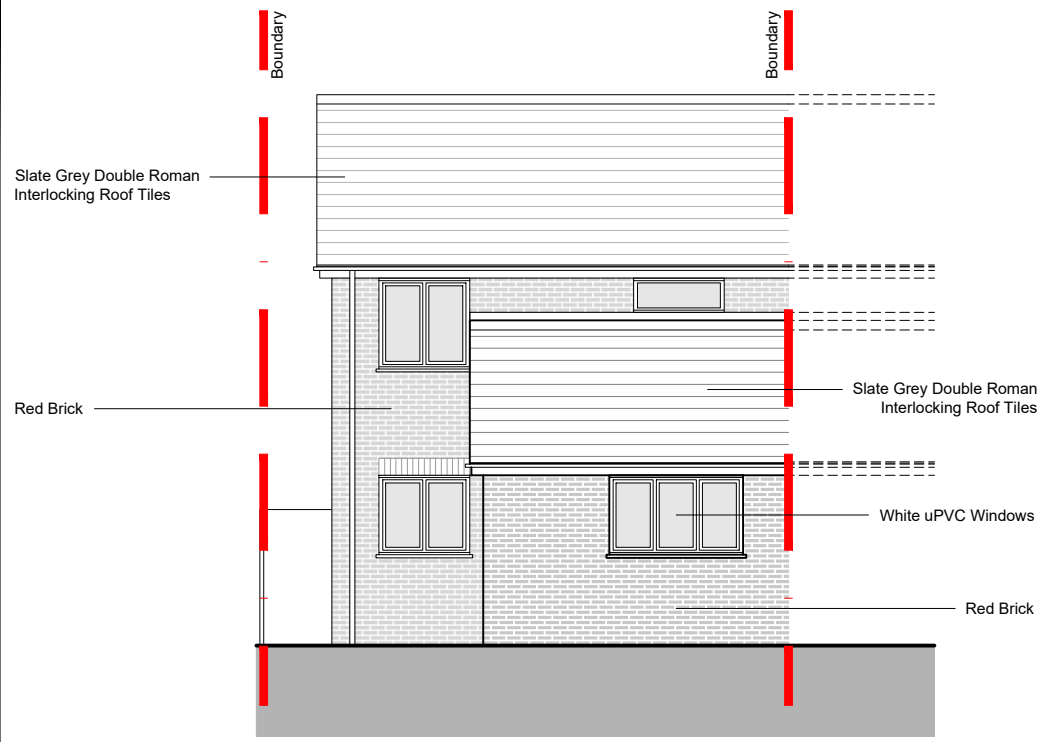 Boundary
Boundary
Slate Grey Double Roman
Interlocking Roof Tiles
Slate Grey Double Roman
Interlocking Roof Tiles
Red Brick
White uPVC Windows
Red Brick